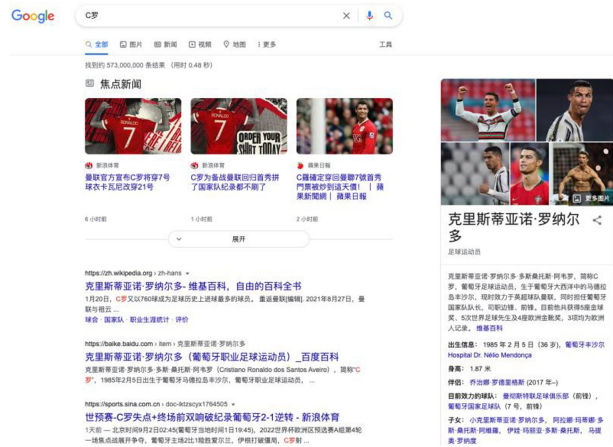 Google
C罗
全部 图片 新闻 视频 地图 更多 工具
找到约 573,000,000 条结果 (用时 0.48 秒)
焦点新闻
RONALDO 7
RONALDO 7
ORDER YOUR
SHIRT TODAY
新浪体育
曼联官方宣布C罗将穿7号
球衣卡瓦尼改穿21号
6 小时前
新浪体育
C罗为备战曼联回归首秀拼
了国家队纪录都不刷了
1 小时前
蘋果日報
C羅確定穿回曼聯7號首秀
門票被炒到這天價! | 蘋
果新聞網 | 蘋果日報
2 小时前
展开
https://zh.wikipedia.org › zh-hans
克里斯蒂亚诺·罗纳尔多- 维基百科，自由的百科全书
1月20日，C罗又以760球成为足球历史上进球最多的球员。 重返曼联[编辑]. 2021年8月27日，曼
联与祖云 ...
球会 · 国家队 · 职业生涯统计 · 评价
https://baike.baidu.com › item › 克里斯蒂亚诺·罗纳尔多
克里斯蒂亚诺·罗纳尔多（葡萄牙职业足球运动员）_百度百科
克里斯蒂亚诺·罗纳尔多·多斯·桑托斯·阿韦罗（Cristiano Ronaldo dos Santos Aveiro），简称“C
罗”，1985年2月5日出生于葡萄牙马德拉岛丰沙尔，葡萄牙职业足球运动员， ...
https://sports.sina.com.cn › doc-iktzscyx1764505
世预赛-C罗失点+终场前双响破纪录葡萄牙2-1逆转 - 新浪体育
1天前 — 北京时间9月2日02:45(葡萄牙当地时间1日19:45)，2022世界杯欧洲区预选赛A组第4轮
一场焦点战展开争夺，葡萄牙主场2比1险胜爱尔兰，伊根打破僵局，C罗射 ...
更多图片
克里斯蒂亚诺·罗纳尔
多
足球运动员
克里斯蒂亚诺·罗纳尔多·多斯桑托斯·阿韦罗，简称C
罗，葡萄牙足球运动员，生于葡萄牙大西洋中的马德拉
岛丰沙尔，现时效力于英超球队曼联，同时担任葡萄牙
国家队队长，司职边锋、前锋。目前他共获得5座金球
奖、5次世界足球先生及4座欧洲金靴奖，3项均为欧洲
人记录。 维基百科
出生信息：1985 年 2 月 5 日（36 岁），葡萄牙丰沙尔
Hospital Dr. Nélio Mendonça
身高：1.87 米
伴侣：乔治娜·罗德里格斯 (2017 年–)
目前效力的球队：曼彻斯特联足球俱乐部（前锋），
葡萄牙国家足球队（7 号，前锋）
子女：小克里斯蒂亚诺·罗纳尔多， 阿拉娜·玛蒂娜·多
斯·桑托斯·阿维羅， 伊娃·玛丽亚·多斯·桑托斯， 马提
奥·罗纳度